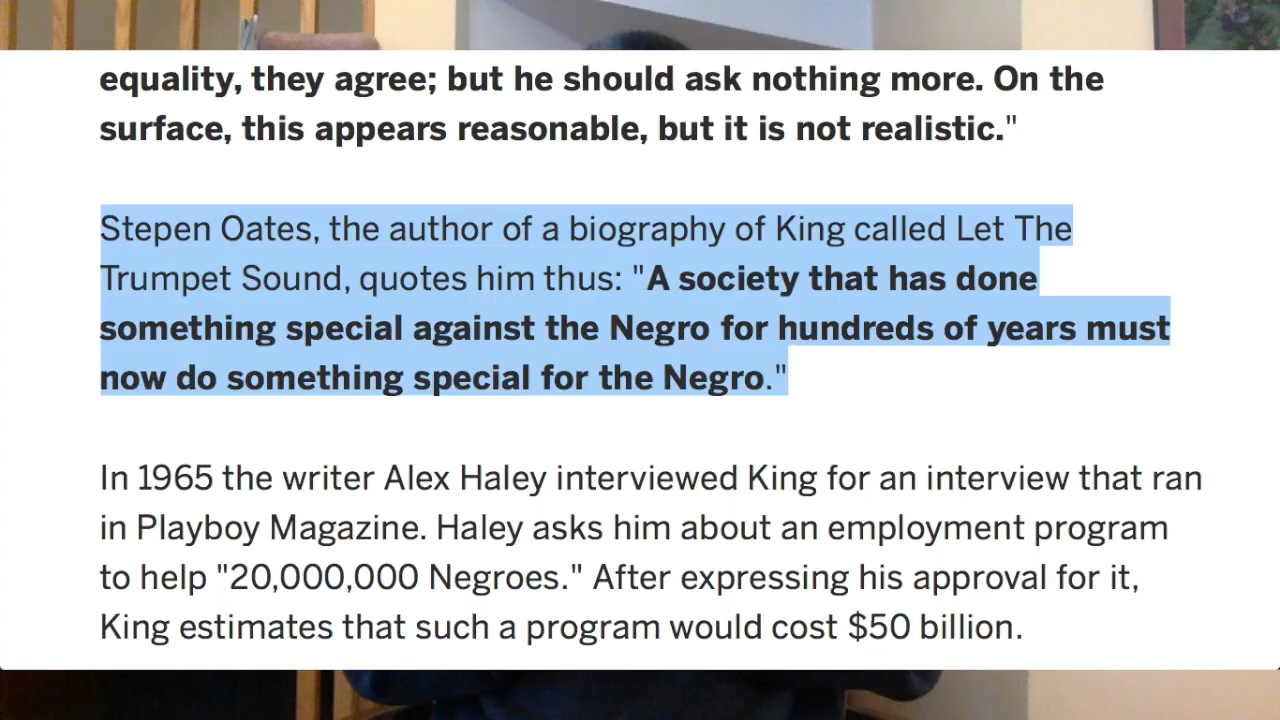 equality, they agree; but he should ask nothing more. On the
surface, this appears reasonable, but it is not realistic."
Stepen Oates, the author of a biography of King called Let The
Trumpet Sound, quotes him thus: "A society that has done
something special against the Negro for hundreds of years must
now do something special for the Negro."
In 1965 the writer Alex Haley interviewed King for an interview that ran
in Playboy Magazine. Haley asks him about an employment program
to help "20,000,000 Negroes." After expressing his approval for it,
King estimates that such a program would cost $50 billion.